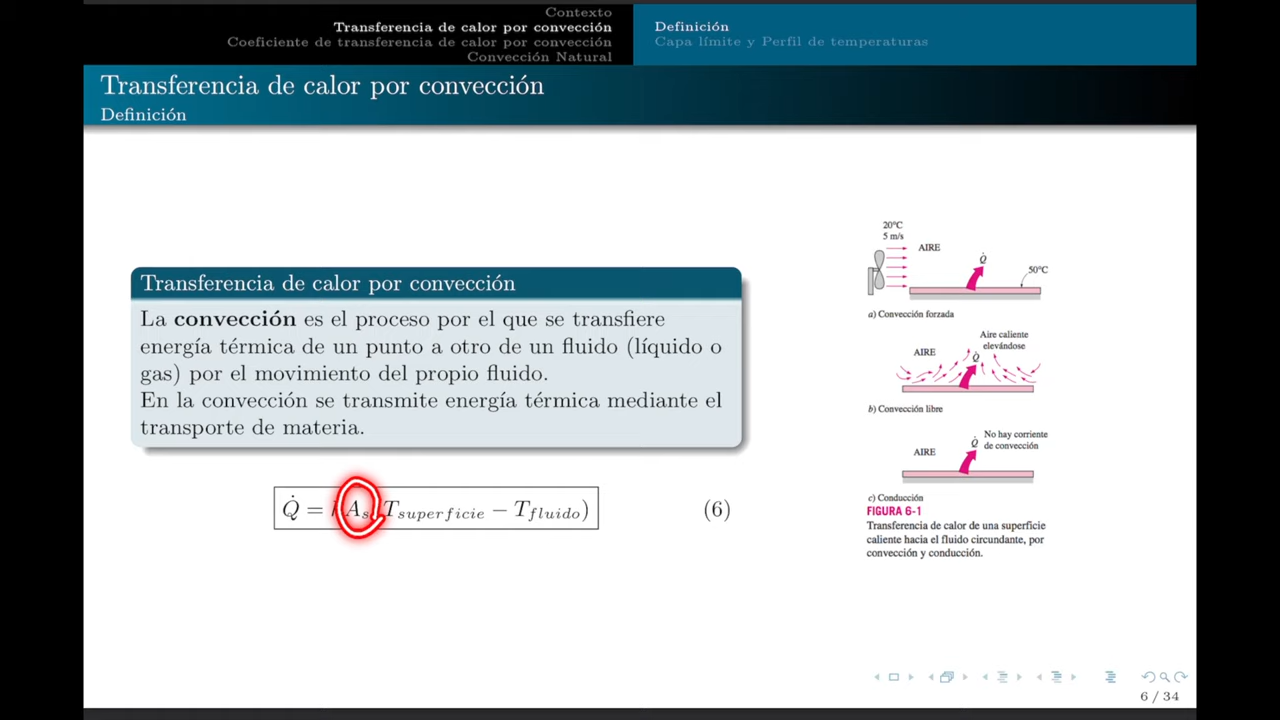 Contexto
Transferencia de calor por convección
Coeficiente de transferencia de calor por convección
Convección Natural
Definición
Capa límite y Perfil de temperaturas
Transferencia de calor por convección
Definición
Transferencia de calor por convección
La convección es el proceso por el que se transfiere
energía térmica de un punto a otro de un fluido (líquido o
gas) por el movimiento del propio fluido.
En la convección se transmite energía térmica mediante el
transporte de materia.
Q̇ = A_s T_superficie − T_fluido) (6)
20°C
5 m/s
AIRE
Q̇
50°C
a) Convección forzada
Aire caliente
elevándose
AIRE
Q̇
b) Convección libre
No hay corriente
de convección
AIRE
Q̇
c) Conducción
FIGURA 6-1
Transferencia de calor de una superficie
caliente hacia el fluido circundante, por
convección y conducción.
6 / 34